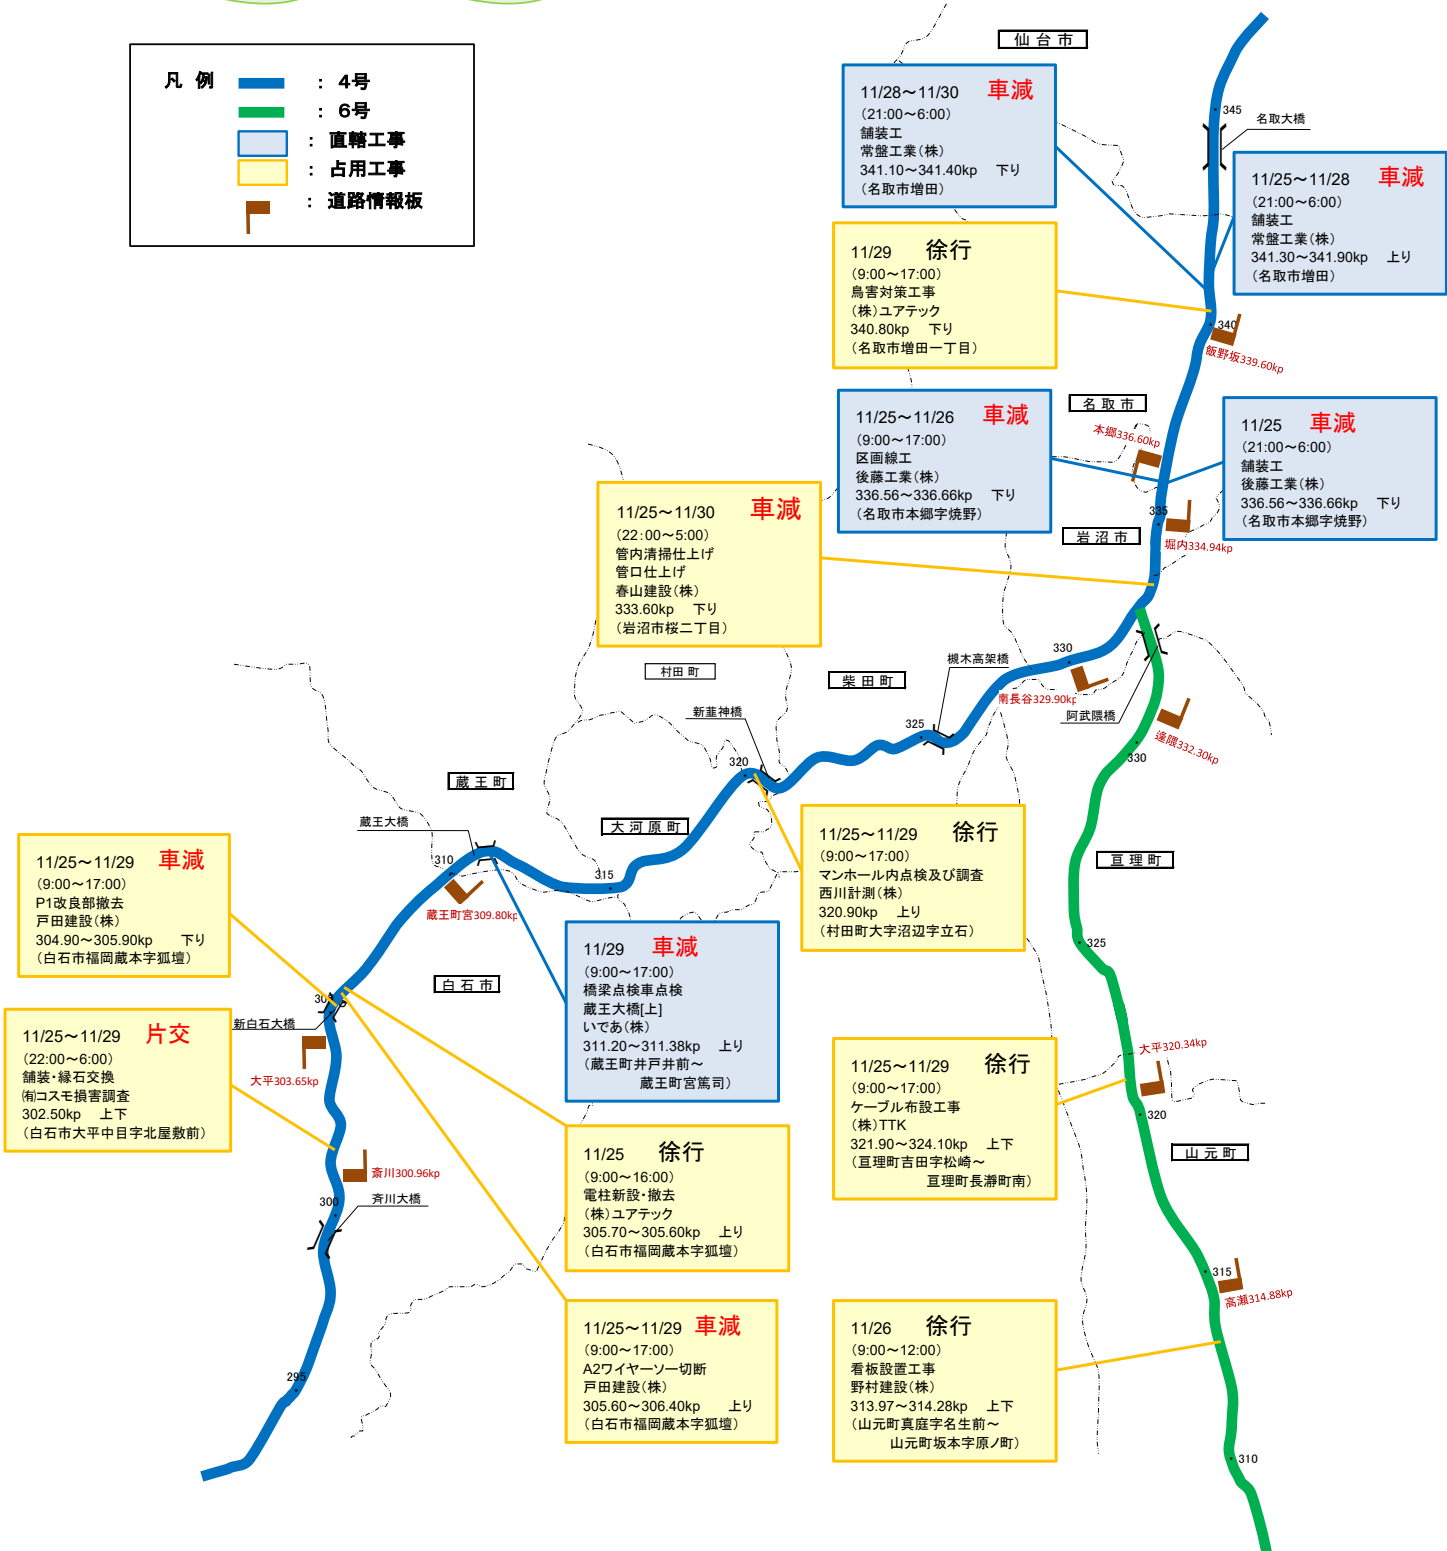 凡 例
： 4号
： 6号
： 直轄工事
： 占用工事
： 道路情報板
仙 台 市
345
名取大橋
11/28～11/30 車減
(21:00～6:00)
舗装工
常盤工業(株)
341.10～341.40kp 下り
(名取市増田)
11/25～11/28 車減
(21:00～6:00)
舗装工
常盤工業(株)
341.30～341.90kp 上り
(名取市増田)
11/29 徐行
(9:00～17:00)
鳥害対策工事
(株)ユアテック
340.80kp 下り
(名取市増田一丁目)
340
飯野坂339.60kp
名 取 市
11/25～11/26 車減
(9:00～17:00)
区画線工
後藤工業(株)
336.56～336.66kp 下り
(名取市本郷字焼野)
本郷336.60kp
11/25 車減
(21:00～6:00)
舗装工
後藤工業(株)
336.56～336.66kp 下り
(名取市本郷字焼野)
11/25～11/30 車減
(22:00～5:00)
管内清掃仕上げ
管口仕上げ
春山建設(株)
333.60kp 下り
(岩沼市桜二丁目)
335
岩 沼 市
堀内334.94kp
村田 町
柴 田 町
槻木高架橋
330
南長谷329.90kp
阿武隈橋
新韮神橋
325
逢隈332.30kp
330
320
蔵 王 町
大 河 原 町
蔵王大橋
310
315
蔵王町宮309.80kp
11/25～11/29 徐行
(9:00～17:00)
マンホール内点検及び調査
西川計測(株)
320.90kp 上り
(村田町大字沼辺字立石)
亘 理 町
325
11/25～11/29 車減
(9:00～17:00)
P1改良部撤去
戸田建設(株)
304.90～305.90kp 下り
(白石市福岡蔵本字狐壇)
白 石 市
11/29 車減
(9:00～17:00)
橋梁点検車点検
蔵王大橋[上]
いであ(株)
311.20～311.38kp 上り
(蔵王町井戸井前～
蔵王町宮篤司)
30
新白石大橋
大平303.65kp
11/25～11/29 片交
(22:00～6:00)
舗装・縁石交換
㈲コスモ損害調査
302.50kp 上下
(白石市大平中目字北屋敷前)
11/25～11/29 徐行
(9:00～17:00)
ケーブル布設工事
(株)TTK
321.90～324.10kp 上下
(亘理町吉田字松崎～
亘理町長瀞町南)
大平320.34kp
320
山 元 町
11/25 徐行
(9:00～16:00)
電柱新設・撤去
(株)ユアテック
305.70～305.60kp 上り
(白石市福岡蔵本字狐壇)
斎川300.96kp
300
斉川大橋
315
高瀬314.88kp
11/25～11/29 車減
(9:00～17:00)
A2ワイヤーソー切断
戸田建設(株)
305.60～306.40kp 上り
(白石市福岡蔵本字狐壇)
11/26 徐行
(9:00～12:00)
看板設置工事
野村建設(株)
313.97～314.28kp 上下
(山元町真庭字名生前～
山元町坂本字原ノ町)
295
310